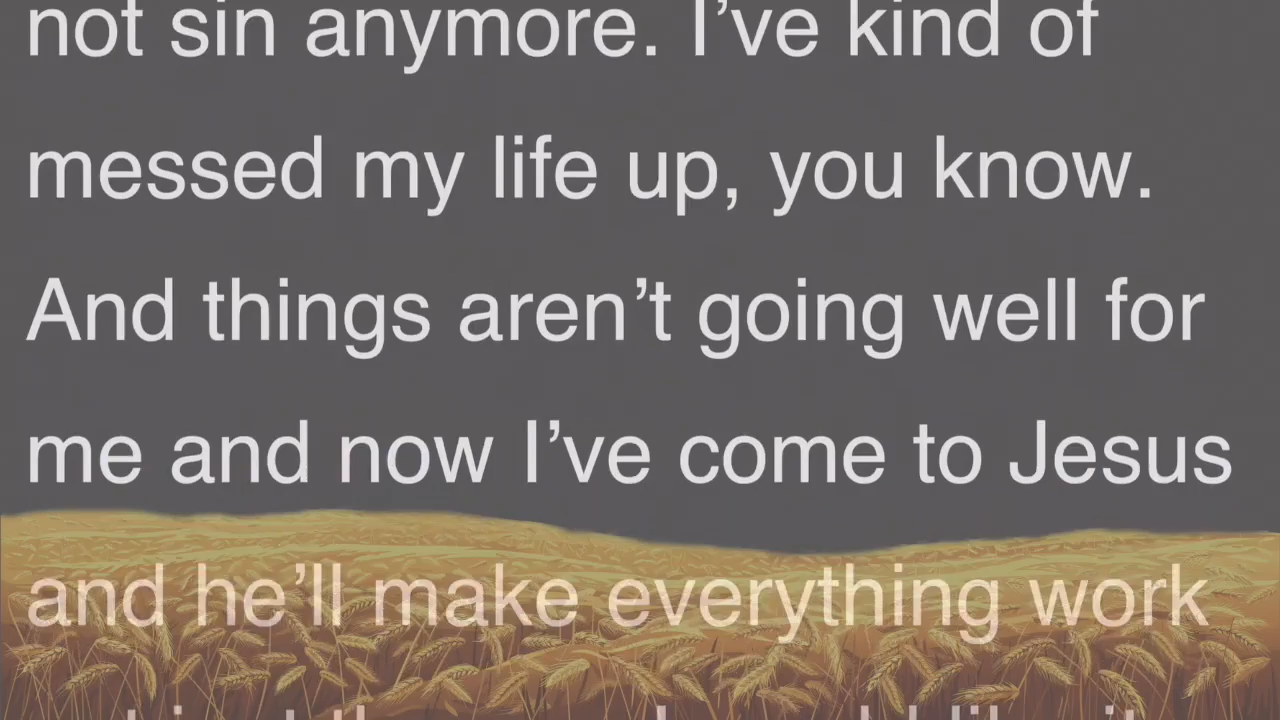 not sin anymore. I’ve kind of
messed my life up, you know.
And things aren’t going well for
me and now I’ve come to Jesus
and he’ll make everything work